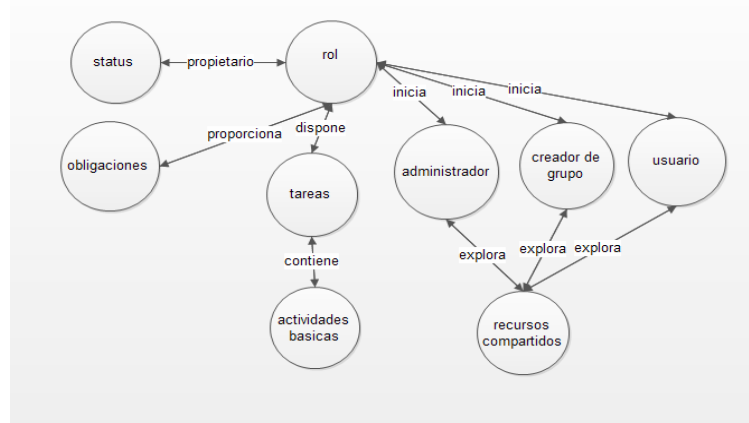 rol
status
propietario
inicia
inicia
inicia
proporciona
dispone
obligaciones
administrador
creador de
grupo
usuario
tareas
contiene
explora
explora
explora
actividades
basicas
recursos
compartidos